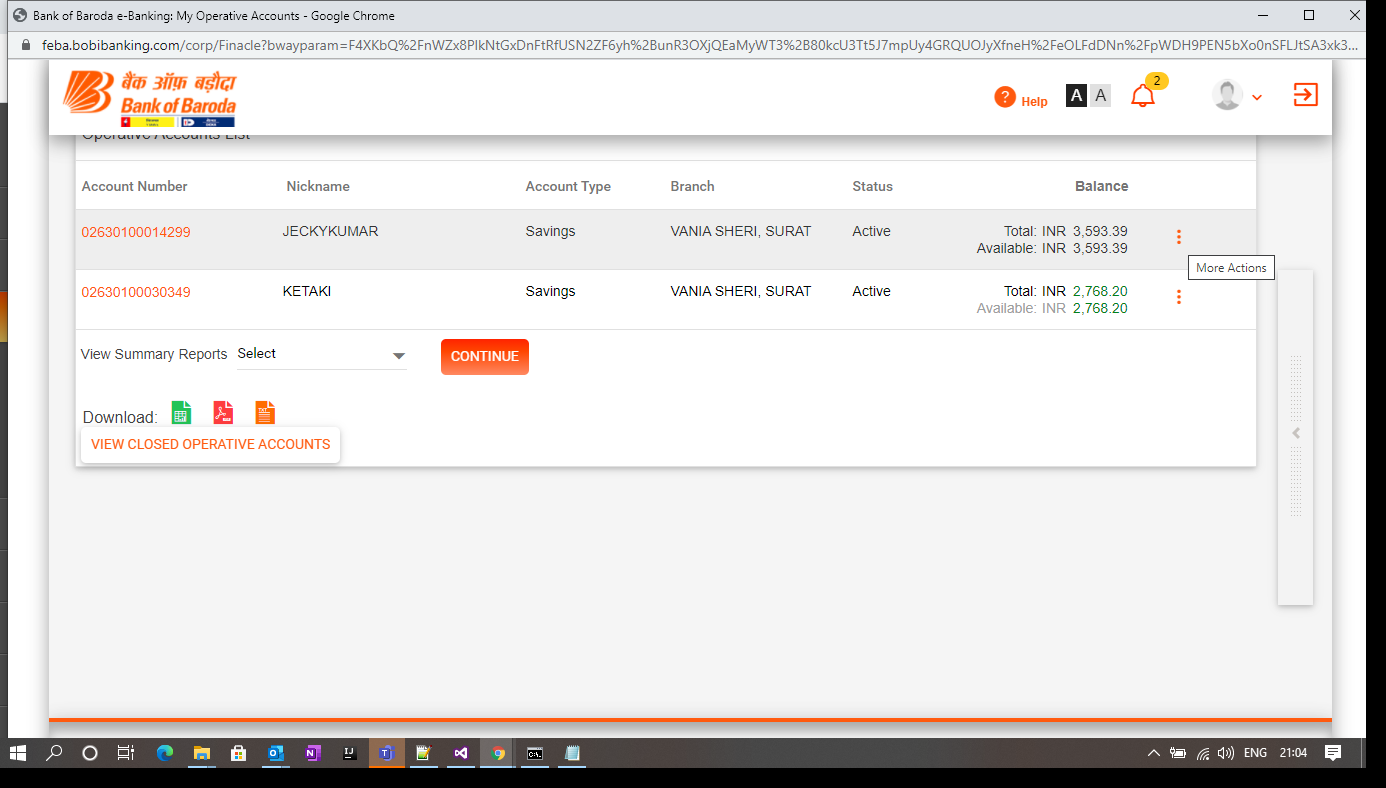 Bank of Baroda e-Banking: My Operative Accounts - Google Chrome
feba.bobibanking.com/corp/Finacle?bwayparam=F4XKbQ%2FnWZx8PlkNtGxDnFtRfUSN2ZF6yh%2BunR3OXjQEaMyWT3%2B80kcU3Tt5J7mpUy4GRQUOJyXfneH%2FeOLFdDNn%2FpWDH9PEN5bXo0nSFLJtSA3xk3...
बैंक ऑफ़ बड़ौदा
Bank of Baroda
? Help A A 2
Operative Accounts List
Account Number Nickname Account Type Branch Status Balance
02630100014299 JECKYKUMAR Savings VANIA SHERI, SURAT Active Total: INR 3,593.39
Available: INR 3,593.39
More Actions
02630100030349 KETAKI Savings VANIA SHERI, SURAT Active Total: INR 2,768.20
Available: INR 2,768.20
View Summary Reports Select CONTINUE
Download:
VIEW CLOSED OPERATIVE ACCOUNTS
ENG 21:04